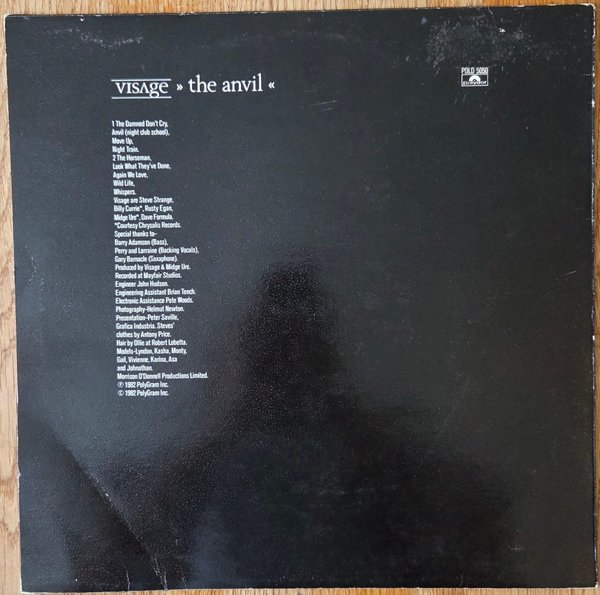 VISAGE » the anvil «
POLD 5050
polydor
1 The Damned Don't Cry,
Anvil (night club school),
Move Up,
Night Train.
2 The Horseman,
Look What They've Done,
Again We Love,
Wild Life,
Whispers.
Visage are Steve Strange,
Billy Currie*, Rusty Egan,
Midge Ure*, Dave Formula.
*Courtesy Chrysalis Records.
Special thanks to-
Barry Adamson (Bass),
Perry and Lorraine (Backing Vocals),
Gary Barnacle (Saxaphone).
Produced by Visage & Midge Ure.
Recorded at Mayfair Studios.
Engineer John Hudson.
Engineering Assistant Brian Tench.
Electronic Assistance Pete Woods.
Photography-Helmut Newton.
Presentation-Peter Saville,
Grafica Industria. Steves'
clothes by Antony Price.
Hair by Ollie at Robert Lobetta.
Models-Lyndon, Kasha, Monty,
Gail, Vivienne, Karina, Asa
and Johnathan.
Morrison O'Donnell Productions Limited.
℗ 1982 PolyGram Inc.
© 1982 PolyGram Inc.